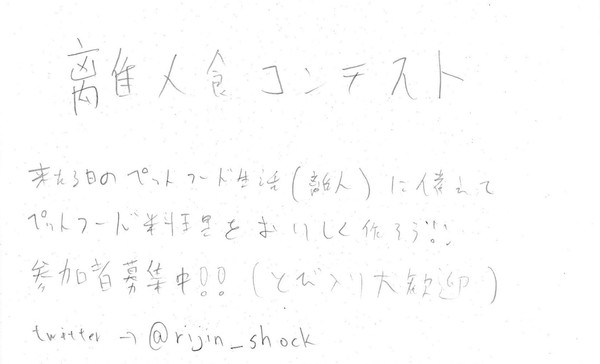 離人食コンテスト
来たる日のペットフード生活(離人)に備えて
ペットフード料理をおいしく作ろう!!
参加者募集中!!(とびいり大歓迎)
twitter→@rijin_shock